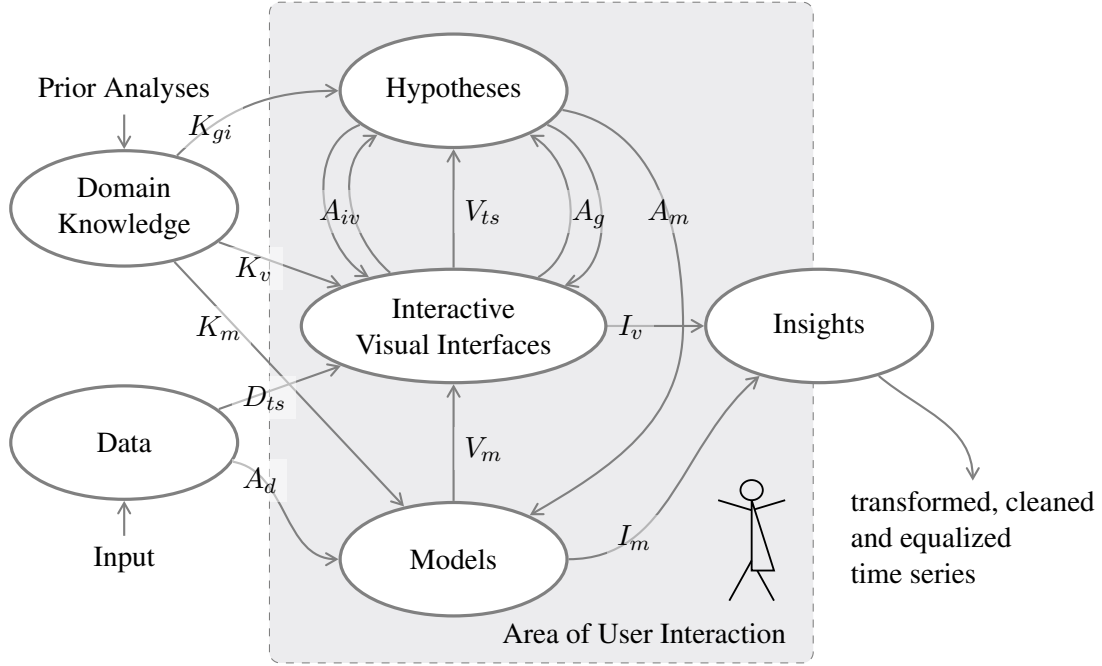 Prior Analyses
Hypotheses
K_gi
Domain
Knowledge
A_iv
V_ts
A_g
A_m
K_v
Interactive
Visual Interfaces
K_m
I_v
Insights
D_ts
Data
V_m
A_d
transformed, cleaned
and equalized
time series
Input
Models
I_m
Area of User Interaction